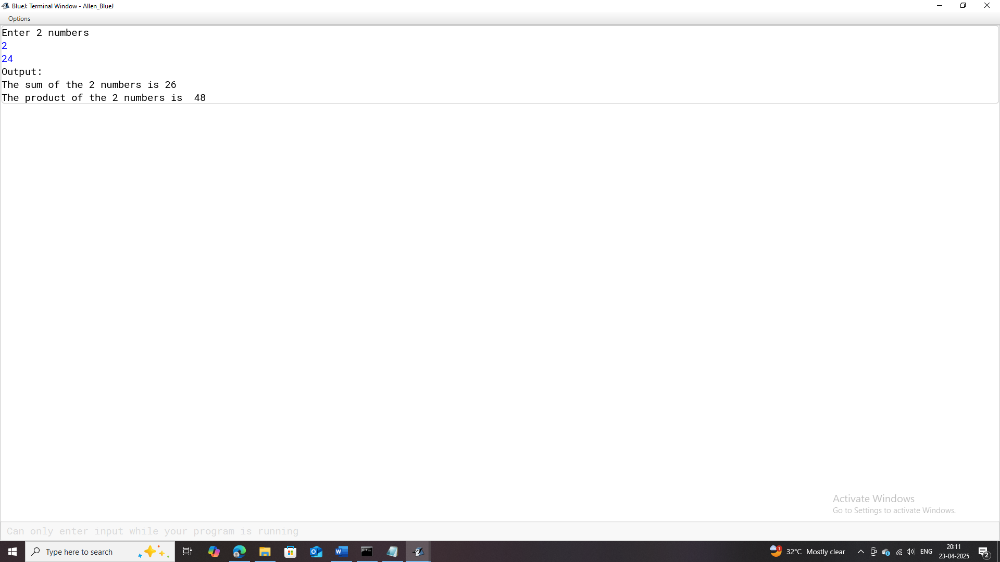 BlueJ: Terminal Window - Allen_BlueJ
Options
Enter 2 numbers
2
24
Output:
The sum of the 2 numbers is 26
The product of the 2 numbers is  48
Activate Windows
Go to Settings to activate Windows.
Can only enter input while your program is running
Type here to search
1
32°C Mostly clear
ENG
20:11
23-04-2025
2